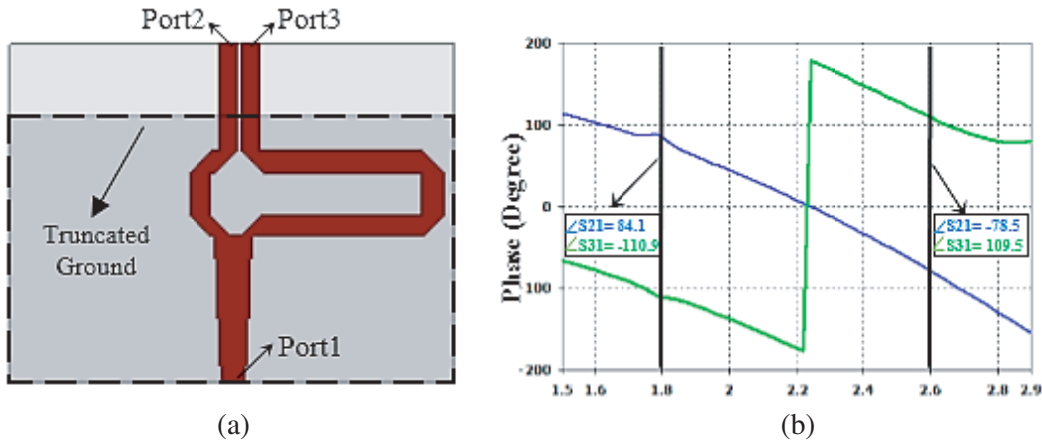 Port2
Port3
Truncated
Ground
Port1
(a)
Phase (Degree)
200
100
0
-100
-200
∠S21= 84.1
∠S31= -110.9
∠S21= -78.5
∠S31= 109.5
1.5 1.6 1.8 2 2.2 2.4 2.6 2.8 2.9
(b)